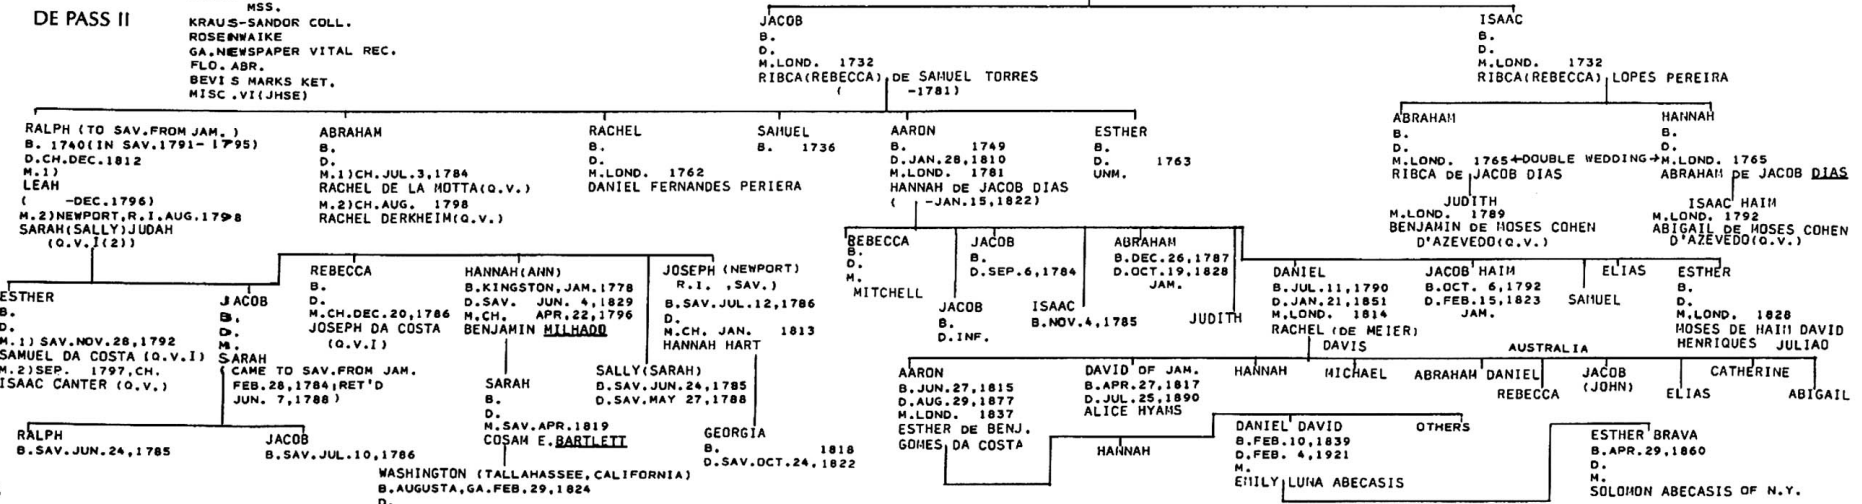 DE PASS II
MSS.
KRAUS-SANDOR COLL.
ROSENWAIKE
GA.NEWSPAPER VITAL REC.
FLO. ABR.
BEVIS MARKS KET.
MISC.VI(JHSE)
JACOB
B.
D.
M.LOND. 1732
RIBCA(REBECCA) DE SAMUEL TORRES
( -1781)
ISAAC
B.
D.
M.LOND. 1732
RIBCA(REBECCA) LOPES PEREIRA
RALPH (TO SAV.FROM JAM.)
B. 1740(IN SAV.1791-1795)
D.CH.DEC.1812
M.1)
LEAH
( -DEC.1796)
M.2)NEWPORT,R.I.AUG.1798
SARAH(SALLY)JUDAH
(Q.V.I(2))
ABRAHAM
B.
D.
M.1)CH.JUL.3,1784
RACHEL DE LA MOTTA(Q.V.)
M.2)CH.AUG. 1798
RACHEL DERKHEIM(Q.V.)
RACHEL
B.
D.
M.LOND. 1762
DANIEL FERNANDES PERIERA
SAMUEL
B. 1736
AARON
B. 1749
D.JAN.28,1810
M.LOND. 1781
HANNAH DE JACOB DIAS
( -JAN.15,1822)
ESTHER
B.
D. 1763
UNM.
ABRAHAM
B.
D.
M.LOND. 1765←DOUBLE WEDDING→
RIBCA DE JACOB DIAS
HANNAH
B.
D.
M.LOND. 1765
ABRAHAM DE JACOB DIAS
JUDITH
M.LOND. 1789
BENJAMIN DE MOSES COHEN
D'AZEVEDO(Q.V.)
ISAAC HAIM
M.LOND. 1792
ABIGAIL DE MOSES COHEN
D'AZEVEDO(Q.V.)
ESTHER
B.
D.
M.1) SAV.NOV.28,1792
SAMUEL DA COSTA (Q.V.I)
M.2)SEP. 1797,CH.
ISAAC CANTER (Q.V.)
JACOB
B.
D.
M.
SARAH
( CAME TO SAV.FROM JAM.
FEB.28,1784;RET'D
JUN. 7,1788 )
REBECCA
B.
D.
M.CH.DEC.20,1786
JOSEPH DA COSTA
(Q.V.I)
HANNAH(ANN)
B.KINGSTON,JAM.1778
D.SAV. JUN. 4,1829
M.CH. APR.22,1796
BENJAMIN MILHADO
JOSEPH (NEWPORT)
R.I. ,SAV.)
B.SAV.JUL.12,1786
D.
M.CH. JAN. 1813
HANNAH HART
REBECCA
B.
D.
M.
MITCHELL
JACOB
B.
D.INF.
JACOB
B.
D.SEP.6,1784
ISAAC
B.NOV.4,1785
ABRAHAM
B.DEC.26,1787
D.OCT.19,1828
JAM.
JUDITH
DANIEL
B.JUL.11,1790
D.JAN.21,1851
M.LOND. 1814
RACHEL (DE MEIER)
DAVIS
JACOB HAIM
B.OCT. 6,1792
D.FEB.15,1823
JAM.
SAMUEL
ELIAS
ESTHER
B.
D.
M.LOND. 1828
MOSES DE HAIM DAVID
HENRIQUES JULIAO
SARAH
B.
D.
M.SAV.APR.1819
COSAM E.BARTLETT
SALLY(SARAH)
B.SAV.JUN.24,1785
D.SAV.MAY 27,1788
AARON
B.JUN.27,1815
D.AUG.29,1877
M.LOND. 1837
ESTHER DE BENJ.
GOMES DA COSTA
DAVID OF JAM.
B.APR.27,1817
D.JUL.25,1890
ALICE HYAMS
HANNAH
MICHAEL
AUSTRALIA
ABRAHAM DANIEL
REBECCA
JACOB
(JOHN)
ELIAS
CATHERINE
ABIGAIL
RALPH
B.SAV.JUN.24,1785
JACOB
B.SAV.JUL.10,1786
GEORGIA
B. 1818
D.SAV.OCT.24,1822
HANNAH
DANIEL DAVID
B.FEB.10,1839
D.FEB. 4,1921
M.
EMILY LUNA ABECASIS
OTHERS
ESTHER BRAVA
B.APR.29,1860
D.
M.
SOLOMON ABECASIS OF N.Y.
WASHINGTON (TALLAHASSEE,CALIFORNIA)
B.AUGUSTA,GA.FEB.29,1824
D.